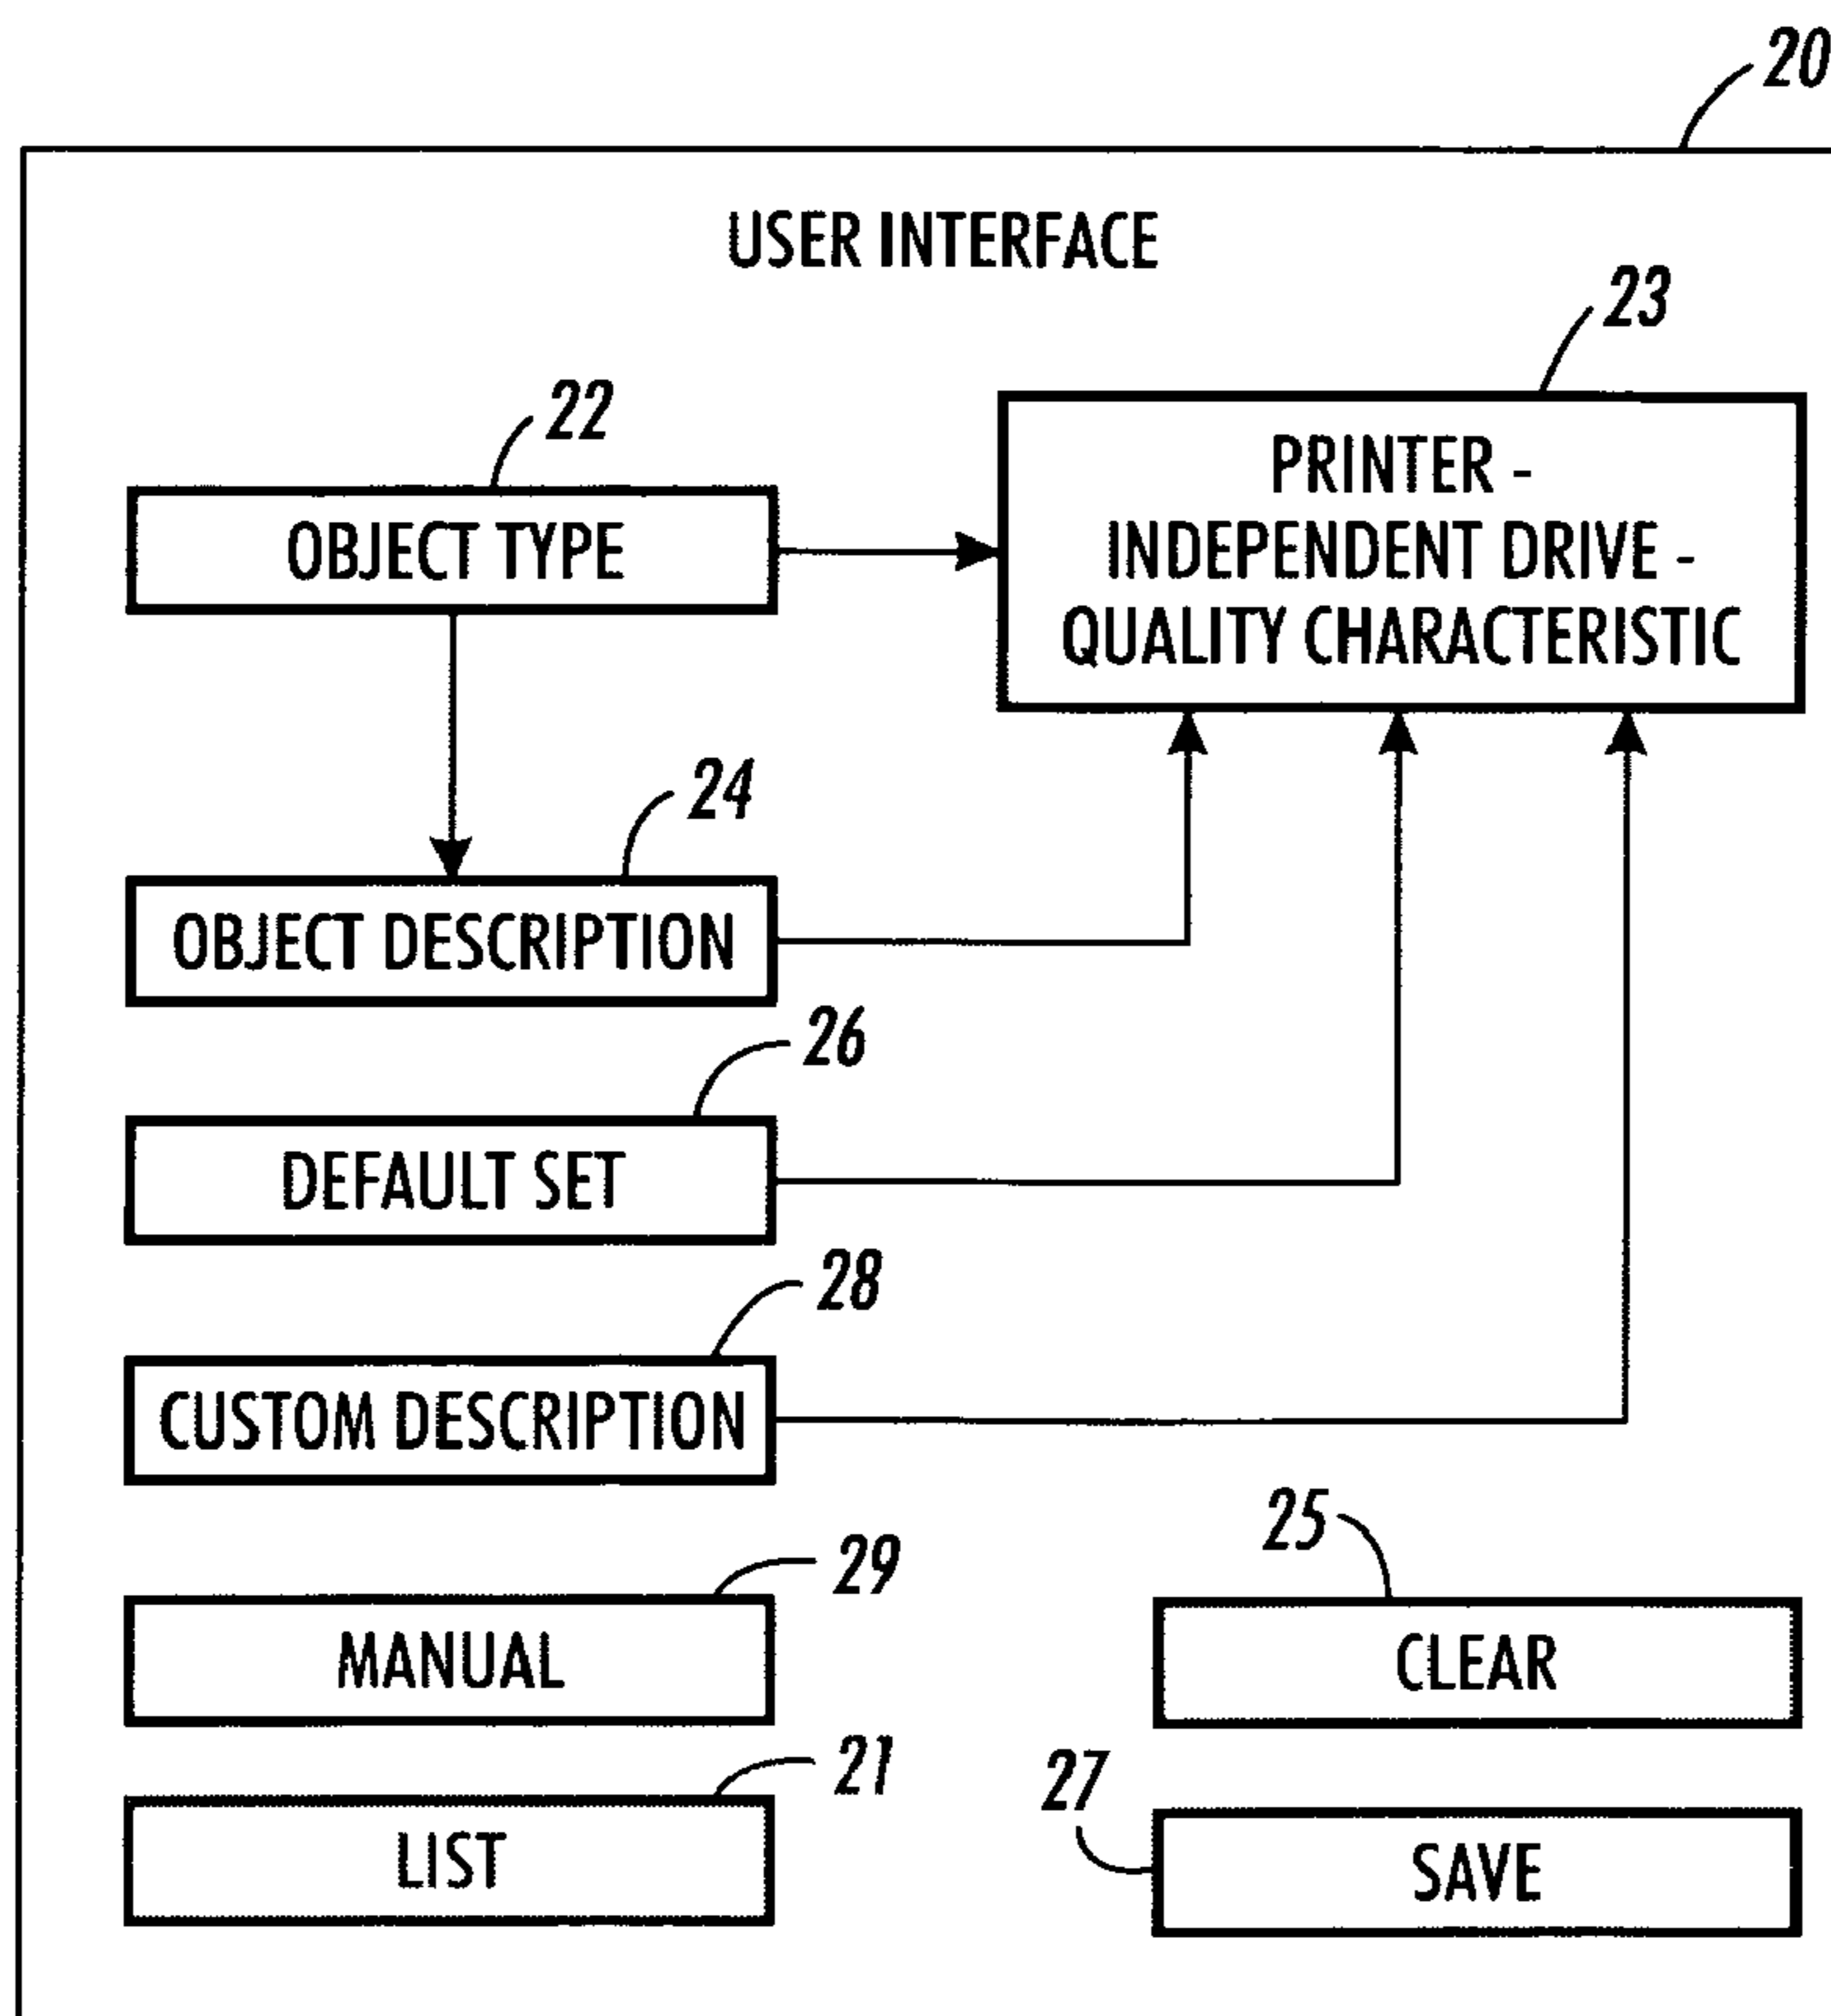 20
USER INTERFACE
23
22
PRINTER -
INDEPENDENT DRIVE -
QUALITY CHARACTERISTIC
OBJECT TYPE
24
OBJECT DESCRIPTION
26
DEFAULT SET
28
CUSTOM DESCRIPTION
25
29
MANUAL
CLEAR
21
27
LIST
SAVE